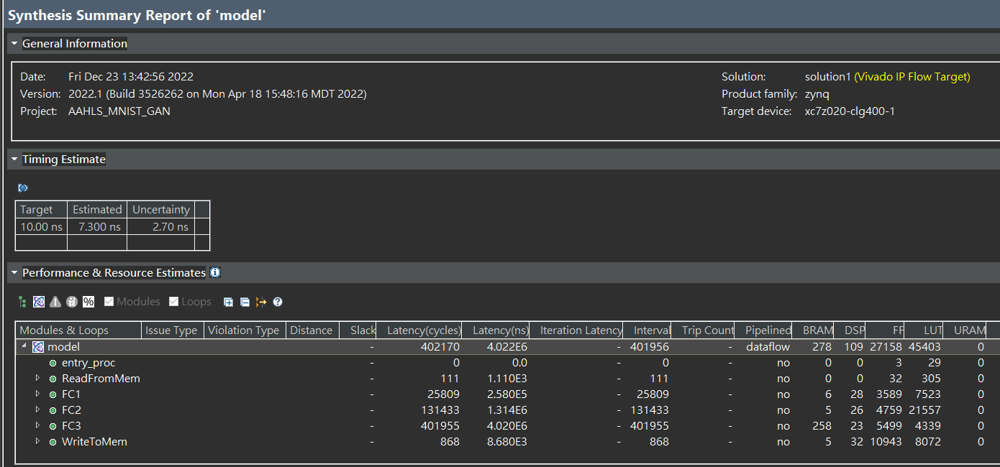 Synthesis Summary Report of 'model'
General Information
Date: Fri Dec 23 13:42:56 2022 Solution: solution1 (Vivado IP Flow Target)
Version: 2022.1 (Build 3526262 on Mon Apr 18 15:48:16 MDT 2022) Product family: zynq
Project: AAHLS_MNIST_GAN Target device: xc7z020-clg400-1
Timing Estimate
Target Estimated Uncertainty
10.00 ns 7.300 ns 2.70 ns
Performance & Resource Estimates
% Modules Loops
Modules & Loops Issue Type Violation Type Distance Slack Latency(cycles) Latency(ns) Iteration Latency Interval Trip Count Pipelined BRAM DSP FF LUT URAM
model - 402170 4.022E6 - 401956 - dataflow 278 109 27158 45403 0
entry_proc - 0 0.0 - 0 - no 0 0 3 29 0
ReadFromMem - 111 1.110E3 - 111 - no 0 0 32 305 0
FC1 - 25809 2.580E5 - 25809 - no 6 28 3589 7523 0
FC2 - 131433 1.314E6 - 131433 - no 5 26 4759 21557 0
FC3 - 401955 4.020E6 - 401955 - no 258 23 5499 4339 0
WriteToMem - 868 8.680E3 - 868 - no 5 32 10943 8072 0